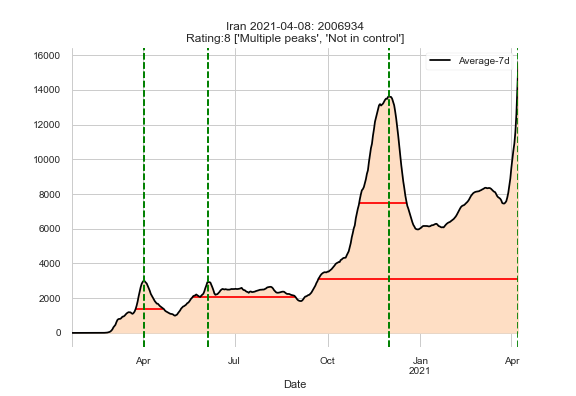 Iran 2021-04-08: 2006934
Rating:8 ['Multiple peaks', 'Not in control']
Average-7d
16000
14000
12000
10000
8000
6000
4000
2000
0
Apr
Jul
Oct
Jan
2021
Apr
Date